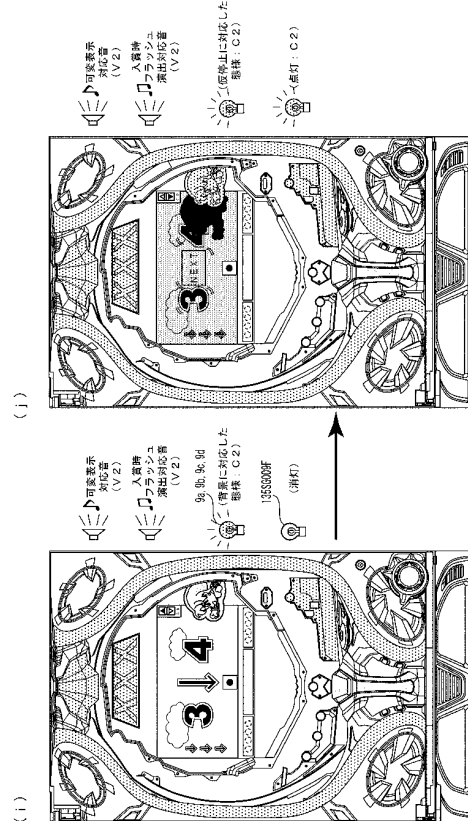 (i)
3
4
♪可変表示
対応音
(V2)
入賞時
フラッシュ
演出対応音
(V2)
9a, 9b, 9c, 9d
(背景に対応した
態様:C2)
135SG009F
(消灯)
(j)
3
NEXT
4
♪可変表示
対応音
(V2)
入賞時
フラッシュ
演出対応音
(V2)
(仮停止に対応した
態様:C2)
(点灯:C2)